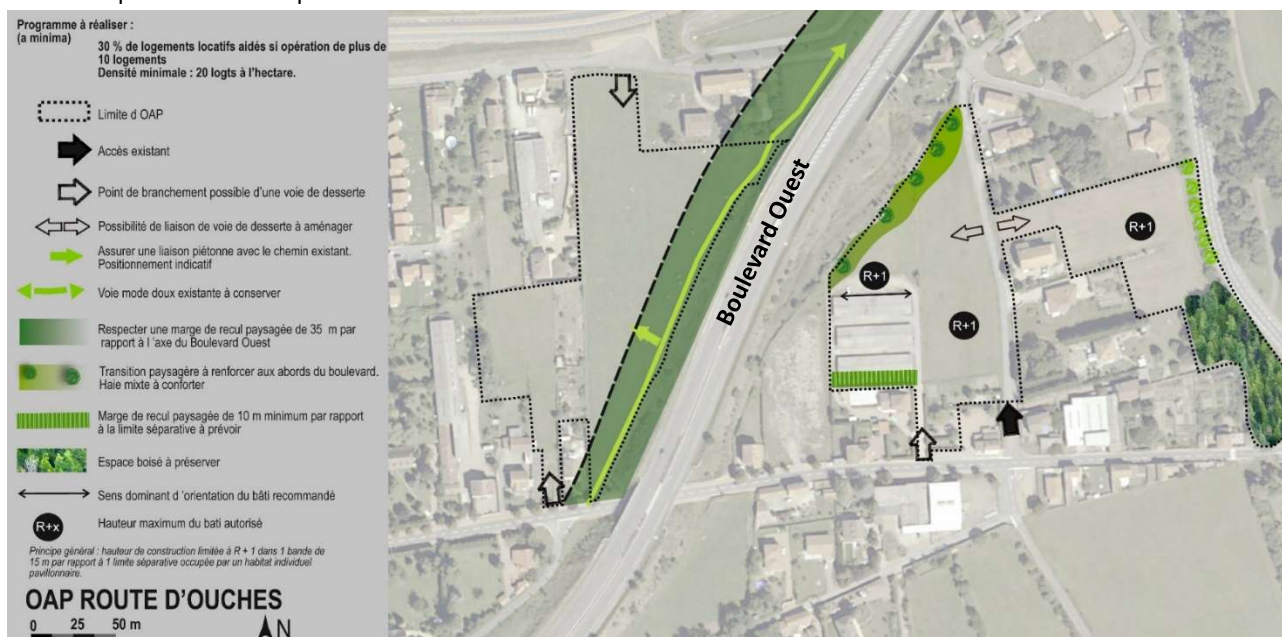 Programme à réaliser :
(a minima)
30 % de logements locatifs aidés si opération de plus de
10 logements
Densité minimale : 20 logts à l'hectare.
Limite d OAP
Accès existant
Point de branchement possible d'une voie de desserte
Possibilité de liaison de voie de desserte à aménager
Assurer une liaison piétonne avec le chemin existant.
Positionnement indicatif
Voie mode doux existante à conserver
Respecter une marge de recul paysagée de 35 m par
rapport à l 'axe du Boulevard Ouest
Transition paysagère à renforcer aux abords du boulevard.
Haie mixte à conforter
Marge de recul paysagée de 10 m minimum par rapport
à la limite séparative à prévoir
Espace boisé à préserver
Sens dominant d 'orientation du bâti recommandé
R+x
Hauteur maximum du bati autorisé
Principe général : hauteur de construction limitée à R + 1 dans 1 bande de
15 m par rapport à 1 limite séparative occupée par un habitat individuel
pavillonnaire.
OAP ROUTE D'OUCHES
0 25 50 m
N
Boulevard Ouest
R+1
R+1
R+1